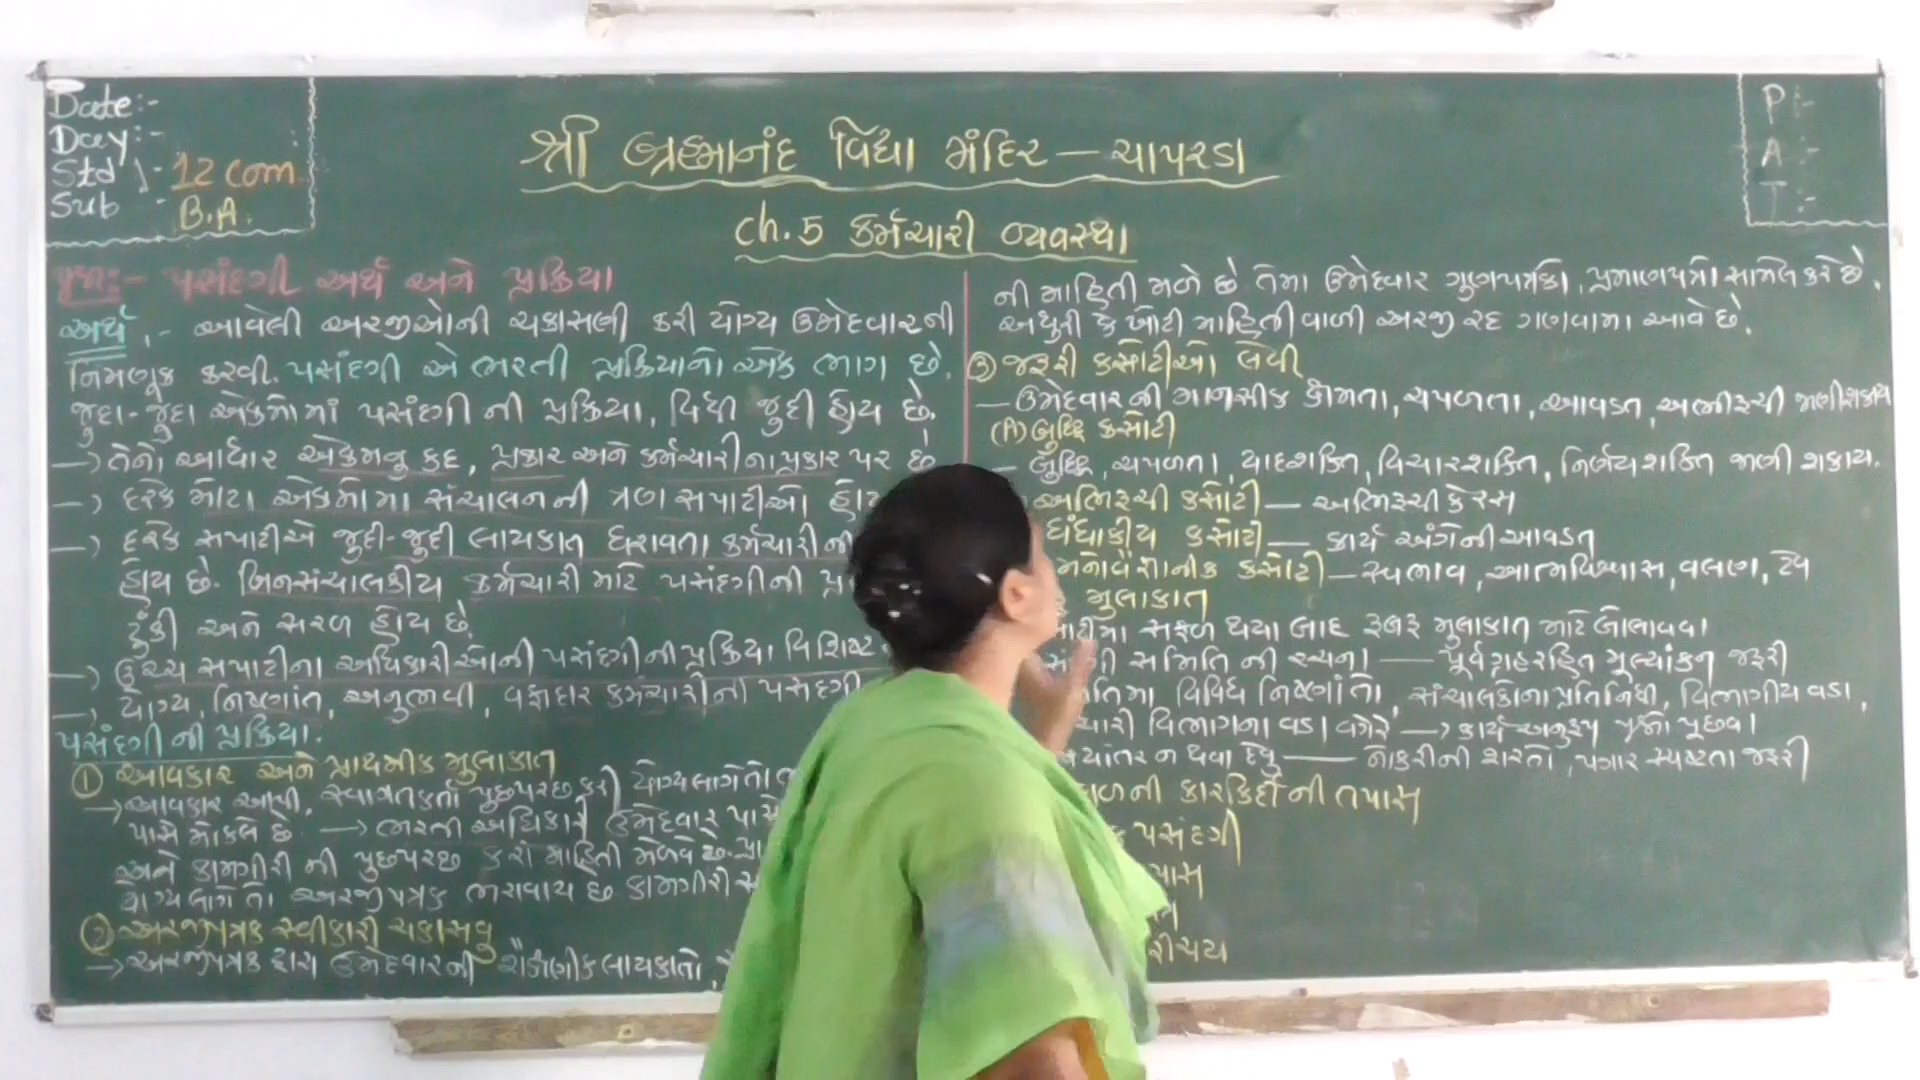 Date:-
Day:-
Std :- 12 com
Sub :- B.A.
P :-
A :-
T :-
શ્રી બ્રહ્માનંદ વિદ્યા મંદિર – ચાપરડા
ch.5 કર્મચારી વ્યવસ્થા
પસંદગી અર્થ અને પ્રક્રિયા
અર્થ :- આવેલી અરજીઓની ચકાસણી કરી યોગ્ય ઉમેદવારની
નિમણૂક કરવી. પસંદગી એ ભરતી પ્રક્રિયાનો એક ભાગ છે.
જુદા-જુદા એકમોમાં પસંદગી ની પ્રક્રિયા, વિધી જુદી હોય છે.
→ તેનો આધાર એકમનુ કદ, પ્રકાર અને કર્મચારીના પ્રકાર પર છે
→ દરેક મોટા એકમોમા સંચાલનની ત્રણ સપાટીઓ
→ દરેક સપાટીએ જુદી-જુદી લાયકાત ધરાવતા કર્મચારીની
હોય છે. બિનસંચાલકીય કર્મચારી માટે પસંદગીની
ટુંકી અને સરળ હોય છે.
→ ઉચ્ચ સપાટીના અધિકારીઓની પસંદગીની પ્રક્રિયા વિશિષ્ટ
→ યોગ્ય, નિષ્ણાંત, અનુભવી, વફાદાર કર્મચારીની પસંદગી
પસંદગી ની પ્રક્રિયા.
① આવકાર અને પ્રાથમીક મુલાકાત
→ આવકાર આપી, સ્વાગતકર્તા પુછપરછ કરી યોગ્ય લાગે તો
પાસે મોકલે છે → ભરતી અધિકારી ઉમેદવાર પાસે
અને કામગીરી ની પુછપરછ કરી માહિતી મેળવે છે.
યોગ્ય લાગે તો અરજીપત્રક ભરાવાય છે કામગીરી
② અરજીપત્રક સ્વીકારી ચકાસવુ
→ અરજીપત્રક દ્વારા ઉમેદવારની શૈક્ષણીક લાયકાતો,
ની માહિતી મળે છે તેમા ઉમેદવાર ગુણપત્રકો, પ્રમાણપત્રો સામેલ કરે છે.
અધુરી કે ખોટી માહિતી વાળી અરજી રદ ગણવામા આવે છે.
③ જરૂરી કસોટીઓ લેવી
– ઉમેદવાર ની માનસીક ક્ષમતા, ચપળતા, આવડત, અભીરૂચી જાણી શકાય
(A) બુદ્ધિ કસોટી
– બુદ્ધિ, ચપળતા, યાદશક્તિ, વિચારશક્તિ, નિર્ણયશક્તિ જાણી શકાય.
અભિરૂચી કસોટી – અભિરૂચી કે રસ
ધંધાકીય કસોટી – કાર્ય અંગેની આવડત
મનોવૈજ્ઞાનીક કસોટી – સ્વભાવ, આત્મવિશ્વાસ, વલણ, ટેવ
મુલાકાત
સફળ થયા બાદ રૂબરૂ મુલાકાત માટે બોલાવવા
સમિતિ ની રચના — પૂર્વગ્રહરહિત મુલ્યાંકન જરૂરી
વિવિધ નિષ્ણાંતો, સંચાલકોના પ્રતિનિધી, વિભાગીય વડા,
વિભાગના વડા વગેરે → કાર્ય અનુરૂપ પ્રશ્નો પૂછવા
ન થવા દેવુ — નોકરીની શરતો, પગાર સ્પષ્ટતા જરૂરી
ની કારકિર્દી ની તપાસ
પસંદગી